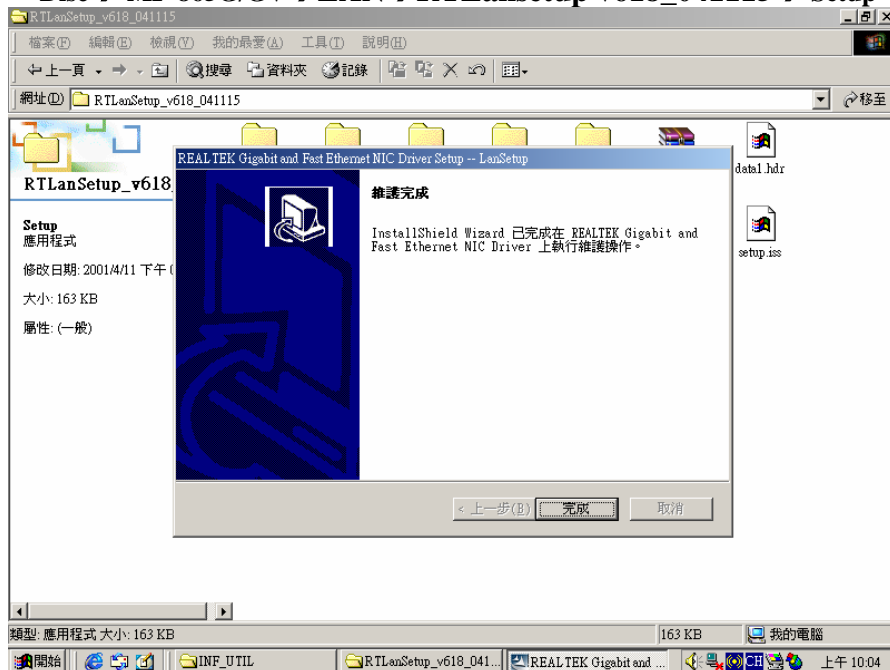 RTLanSetup_v618_041115
檔案(F) 編輯(E) 檢視(V) 我的最愛(A) 工具(T) 說明(H)
上一頁 搜尋 資料夾 記錄
網址(D) RTLanSetup_v618_041115 移至
RTLanSetup_v618
Setup
應用程式
修改日期: 2001/4/11 下午
大小: 163 KB
屬性: (一般)
data1.hdr
setup.iss
REALTEK Gigabit and Fast Ethernet NIC Driver Setup -- LanSetup
維護完成
InstallShield Wizard 已完成在 REALTEK Gigabit and
Fast Ethernet NIC Driver 上執行維護操作。
< 上一步(B) 完成 取消
類型: 應用程式 大小: 163 KB 163 KB 我的電腦
開始 INF_UTIL RTLanSetup_v618_041... REALTEK Gigabit and ... CH 上午 10:04